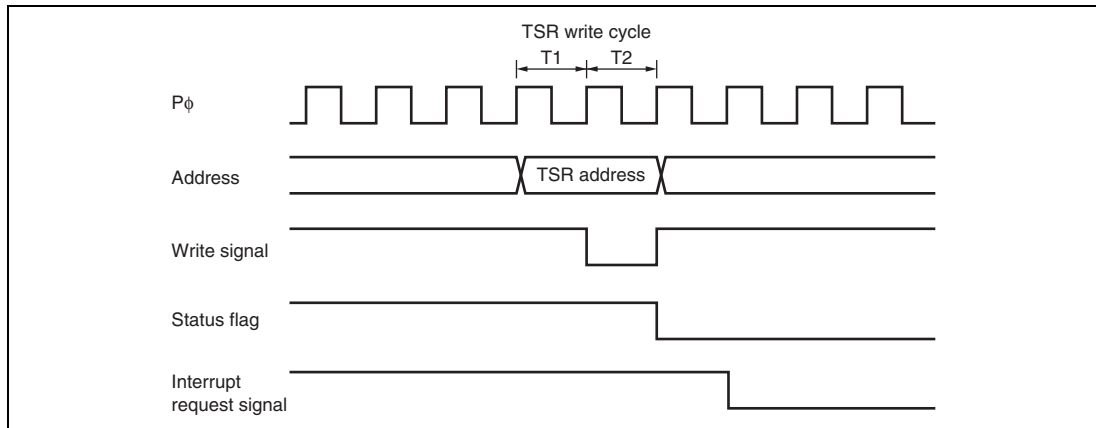 TSR write cycle
T1 T2
Pϕ
Address
TSR address
Write signal
Status flag
Interrupt
request signal